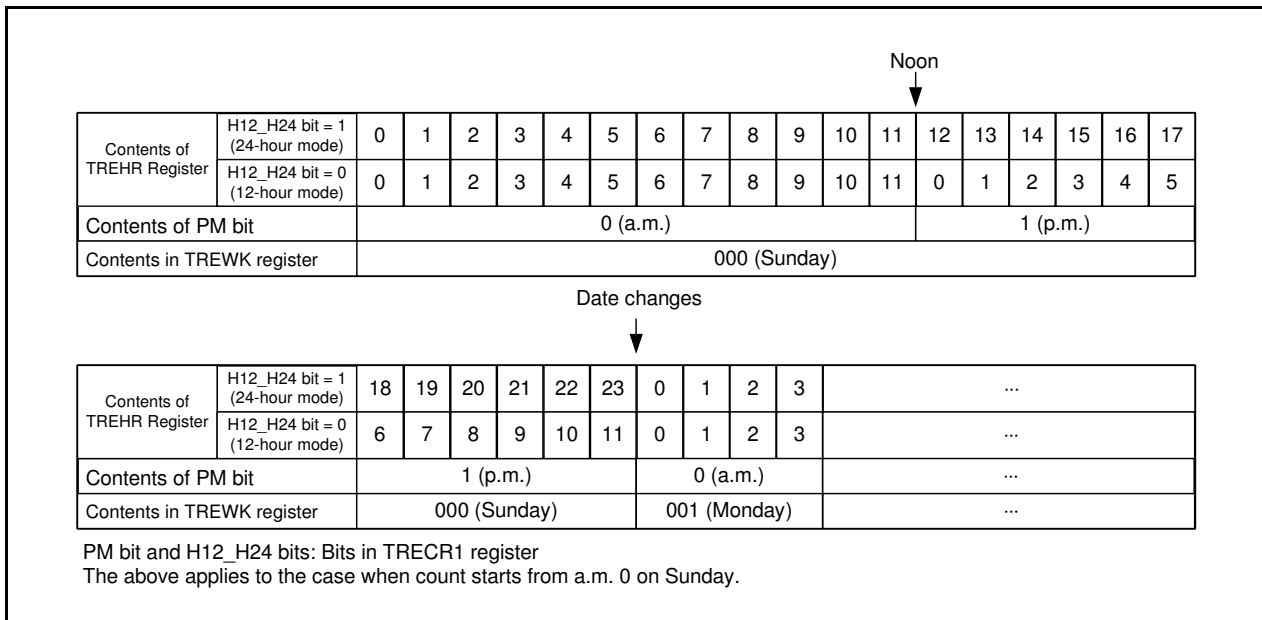 Noon
Contents of TREHR Register
H12_H24 bit = 1 (24-hour mode) 0 1 2 3 4 5 6 7 8 9 10 11 12 13 14 15 16 17
H12_H24 bit = 0 (12-hour mode) 0 1 2 3 4 5 6 7 8 9 10 11 0 1 2 3 4 5
Contents of PM bit 0 (a.m.) 1 (p.m.)
Contents in TREWK register 000 (Sunday)
Date changes
Contents of TREHR Register
H12_H24 bit = 1 (24-hour mode) 18 19 20 21 22 23 0 1 2 3 ...
H12_H24 bit = 0 (12-hour mode) 6 7 8 9 10 11 0 1 2 3 ...
Contents of PM bit 1 (p.m.) 0 (a.m.) ...
Contents in TREWK register 000 (Sunday) 001 (Monday) ...
PM bit and H12_H24 bits: Bits in TRECR1 register
The above applies to the case when count starts from a.m. 0 on Sunday.